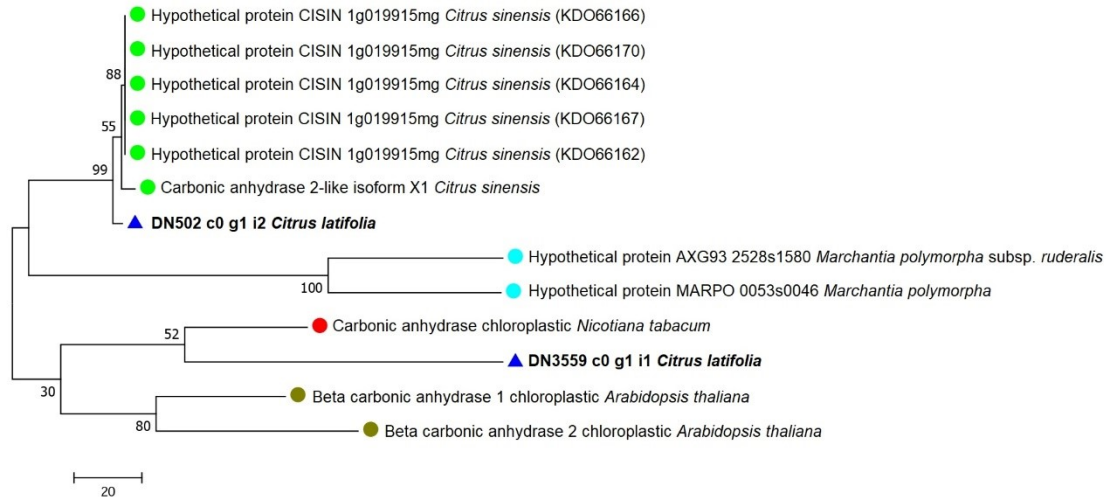 Hypothetical protein CISIN 1g019915mg Citrus sinensis (KDO66166)
Hypothetical protein CISIN 1g019915mg Citrus sinensis (KDO66170)
88
Hypothetical protein CISIN 1g019915mg Citrus sinensis (KDO66164)
55
Hypothetical protein CISIN 1g019915mg Citrus sinensis (KDO66167)
Hypothetical protein CISIN 1g019915mg Citrus sinensis (KDO66162)
99
Carbonic anhydrase 2-like isoform X1 Citrus sinensis
DN502 c0 g1 i2 Citrus latifolia
Hypothetical protein AXG93 2528s1580 Marchantia polymorpha subsp. ruderalis
100
Hypothetical protein MARPO 0053s0046 Marchantia polymorpha
Carbonic anhydrase chloroplastic Nicotiana tabacum
52
DN3559 c0 g1 i1 Citrus latifolia
30
Beta carbonic anhydrase 1 chloroplastic Arabidopsis thaliana
80
Beta carbonic anhydrase 2 chloroplastic Arabidopsis thaliana
20